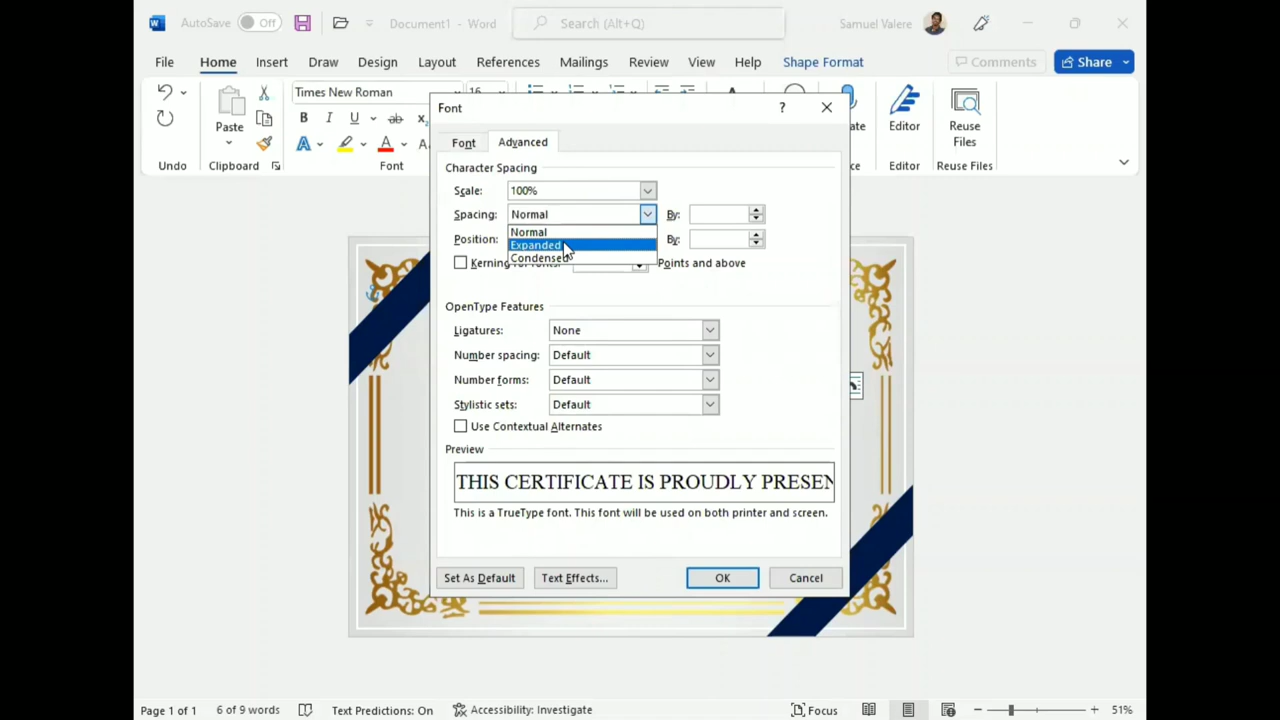 AutoSave Off Document1 - Word Search (Alt+Q) Samuel Valere
File Home Insert Draw Design Layout References Mailings Review View Help Shape Format Comments Share
Times New Roman 16
Paste B I U ab x₂ Editor Reuse Files
Undo Clipboard Font Editor Reuse Files
Font ? 
Font Advanced
Character Spacing
Scale: 100%
Spacing: Normal By:
Normal
Position: By:
Expanded
Condensed
Kerning for fonts: Points and above
OpenType Features
Ligatures: None
Number spacing: Default
Number forms: Default
Stylistic sets: Default
Use Contextual Alternates
Preview
THIS CERTIFICATE IS PROUDLY PRESEN
This is a TrueType font. This font will be used on both printer and screen.
Set As Default Text Effects... OK Cancel
Page 1 of 1 6 of 9 words Text Predictions: On Accessibility: Investigate Focus 51%